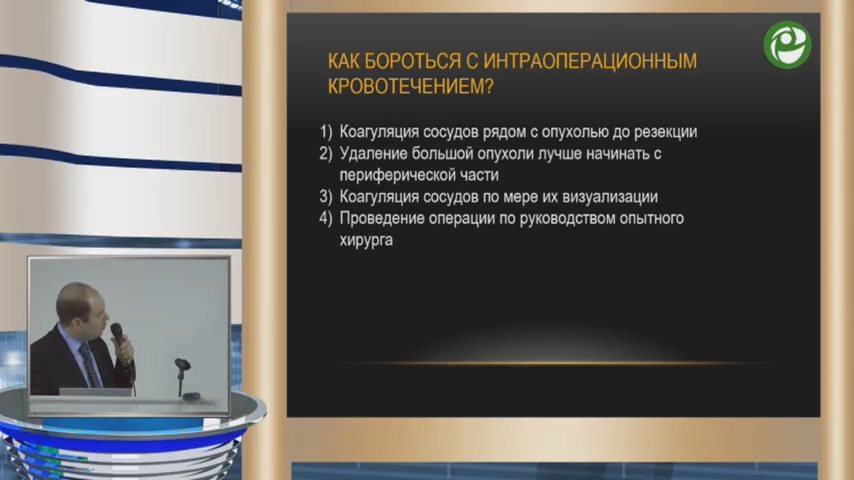 КАК БОРОТЬСЯ С ИНТРАОПЕРАЦИОННЫМ
КРОВОТЕЧЕНИЕМ?
1) Коагуляция сосудов рядом с опухолью до резекции
2) Удаление большой опухоли лучше начинать с
периферической части
3) Коагуляция сосудов по мере их визуализации
4) Проведение операции по руководством опытного
хирурга